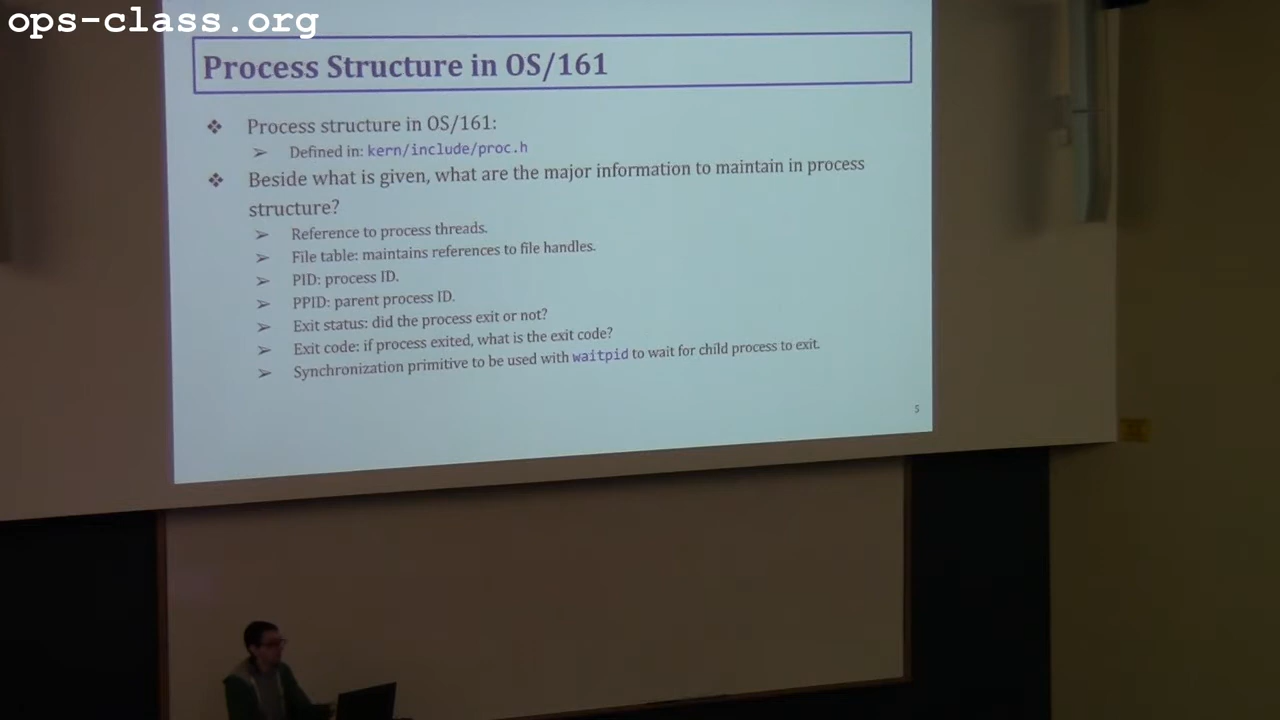 ops-class.org
Process Structure in OS/161
❖ Process structure in OS/161:
➢ Defined in: kern/include/proc.h
❖ Beside what is given, what are the major information to maintain in process
structure?
➢ Reference to process threads.
➢ File table: maintains references to file handles.
➢ PID: process ID.
➢ PPID: parent process ID.
➢ Exit status: did the process exit or not?
➢ Exit code: if process exited, what is the exit code?
➢ Synchronization primitive to be used with waitpid to wait for child process to exit.
5